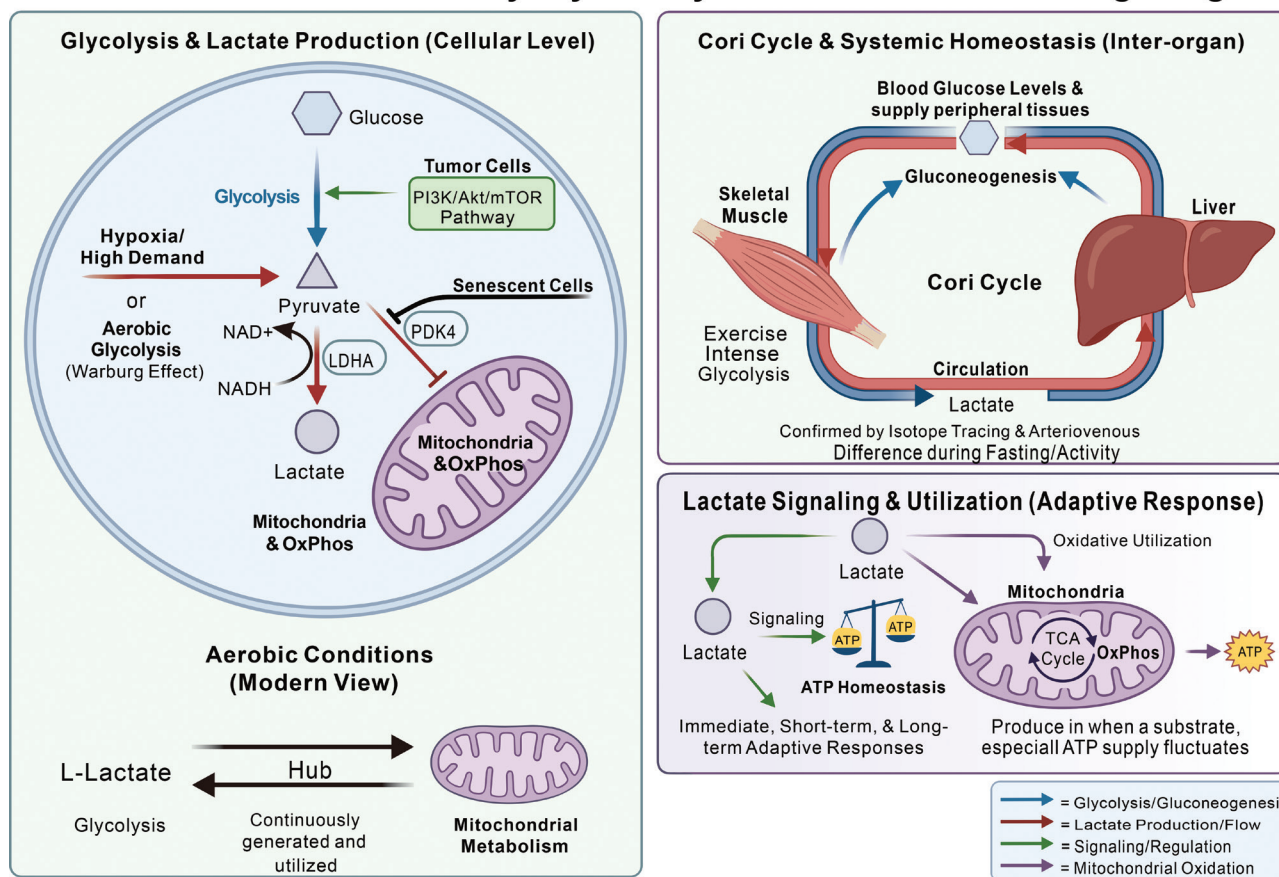 Glycolysis & Lactate Production (Cellular Level)
Glucose
Tumor Cells
PI3K/Akt/mTOR
Pathway
Glycolysis
Hypoxia/
High Demand
or
Aerobic
Glycolysis
(Warburg Effect)
Pyruvate
Senescent Cells
PDK4
NAD+
LDHA
NADH
Lactate
Mitochondria
&OxPhos
Mitochondria
&OxPhos
Aerobic Conditions
(Modern View)
L-Lactate
Hub
Glycolysis
Continuously
generated and
utilized
Mitochondrial
Metabolism
Cori Cycle & Systemic Homeostasis (Inter-organ)
Blood Glucose Levels &
supply peripheral tissues
Gluconeogenesis
Skeletal
Muscle
Liver
Cori Cycle
Exercise
Intense
Glycolysis
Circulation
Lactate
Confirmed by Isotope Tracing & Arteriovenous
Difference during Fasting/Activity
Lactate Signaling & Utilization (Adaptive Response)
Lactate
Oxidative Utilization
Lactate
Signaling
ATP
ATP
ATP Homeostasis
Immediate, Short-term, & Long-
term Adaptive Responses
Mitochondria
TCA
Cycle
OxPhos
ATP
Produce in when a substrate,
especiall ATP supply fluctuates
= Glycolysis/Gluconeogenesi
= Lactate Production/Flow
= Signaling/Regulation
= Mitochondrial Oxidation